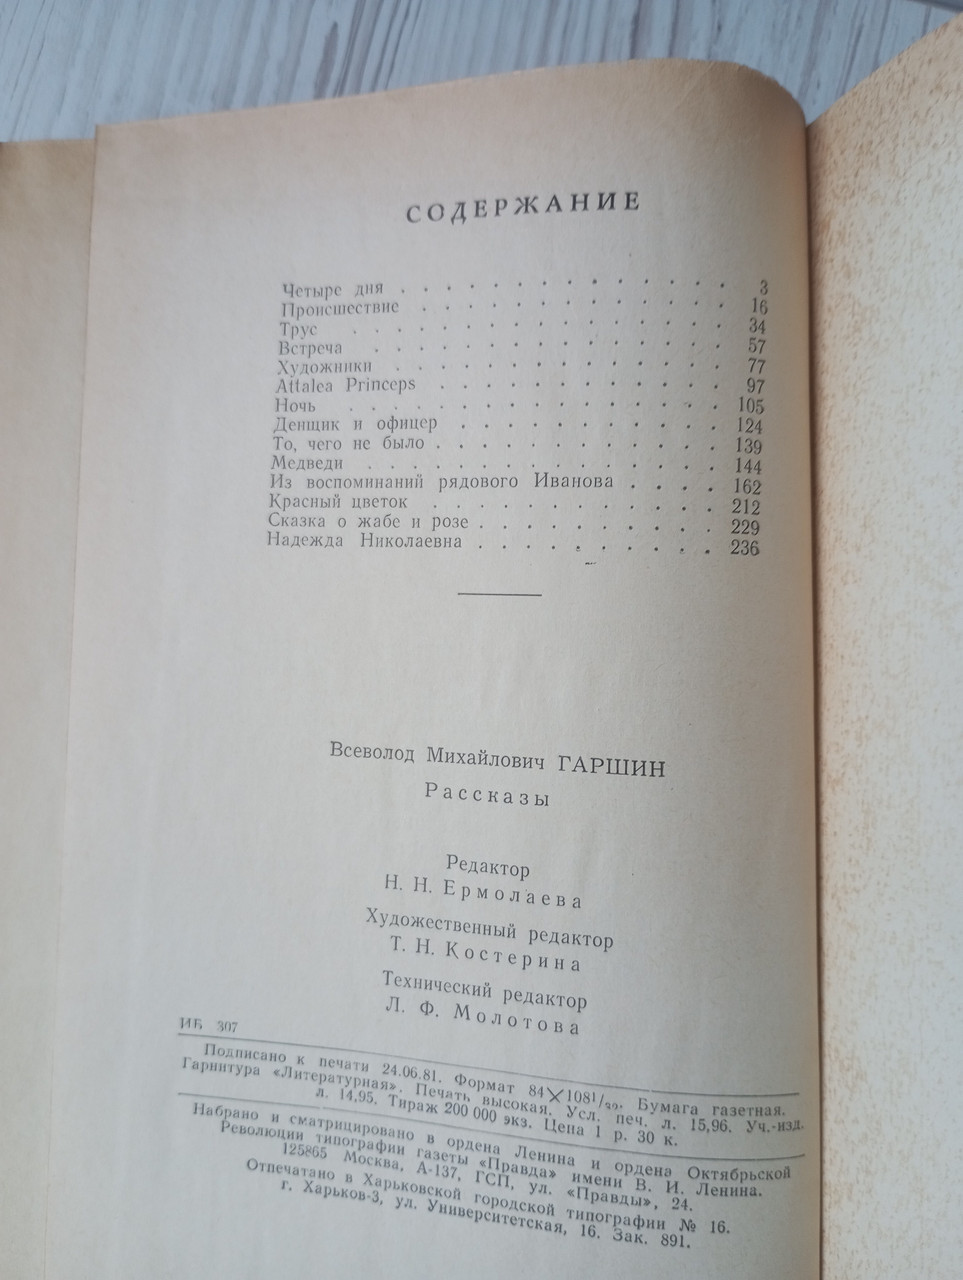 СОДЕРЖАНИЕ
Четыре дня . . . . . . . . . . . . . . 3
Происшествие . . . . . . . . . . . . . 16
Трус . . . . . . . . . . . . . . . . 34
Встреча . . . . . . . . . . . . . . . 57
Художники . . . . . . . . . . . . . . 77
Attalea Princeps . . . . . . . . . . . . 97
Ночь . . . . . . . . . . . . . . . . 105
Денщик и офицер . . . . . . . . . . . 124
То, чего не было . . . . . . . . . . . . 139
Медведи . . . . . . . . . . . . . . . 144
Из воспоминаний рядового Иванова . . . . 162
Красный цветок . . . . . . . . . . . . 212
Сказка о жабе и розе . . . . . . . . . . 229
Надежда Николаевна . . . . . . . . . . 236
Всеволод Михайлович ГАРШИН
Рассказы
Редактор
Н. Н. Ермолаева
Художественный редактор
Т. Н. Костерина
Технический редактор
Л. Ф. Молотова
ИБ 307
Подписано к печати 24.06.81. Формат 84×108 1/32. Бумага газетная.
Гарнитура «Литературная». Печать высокая. Усл. печ. л. 15,96. Уч.-изд.
л. 14,95. Тираж 200 000 экз. Цена 1 р. 30 к.
Набрано и сматрицировано в ордена Ленина и ордена Октябрьской
Революции типографии газеты «Правда» имени В. И. Ленина.
125865 Москва, А-137, ГСП, ул. «Правды», 24.
Отпечатано в Харьковской городской типографии № 16.
г. Харьков-3, ул. Университетская, 16. Зак. 891.